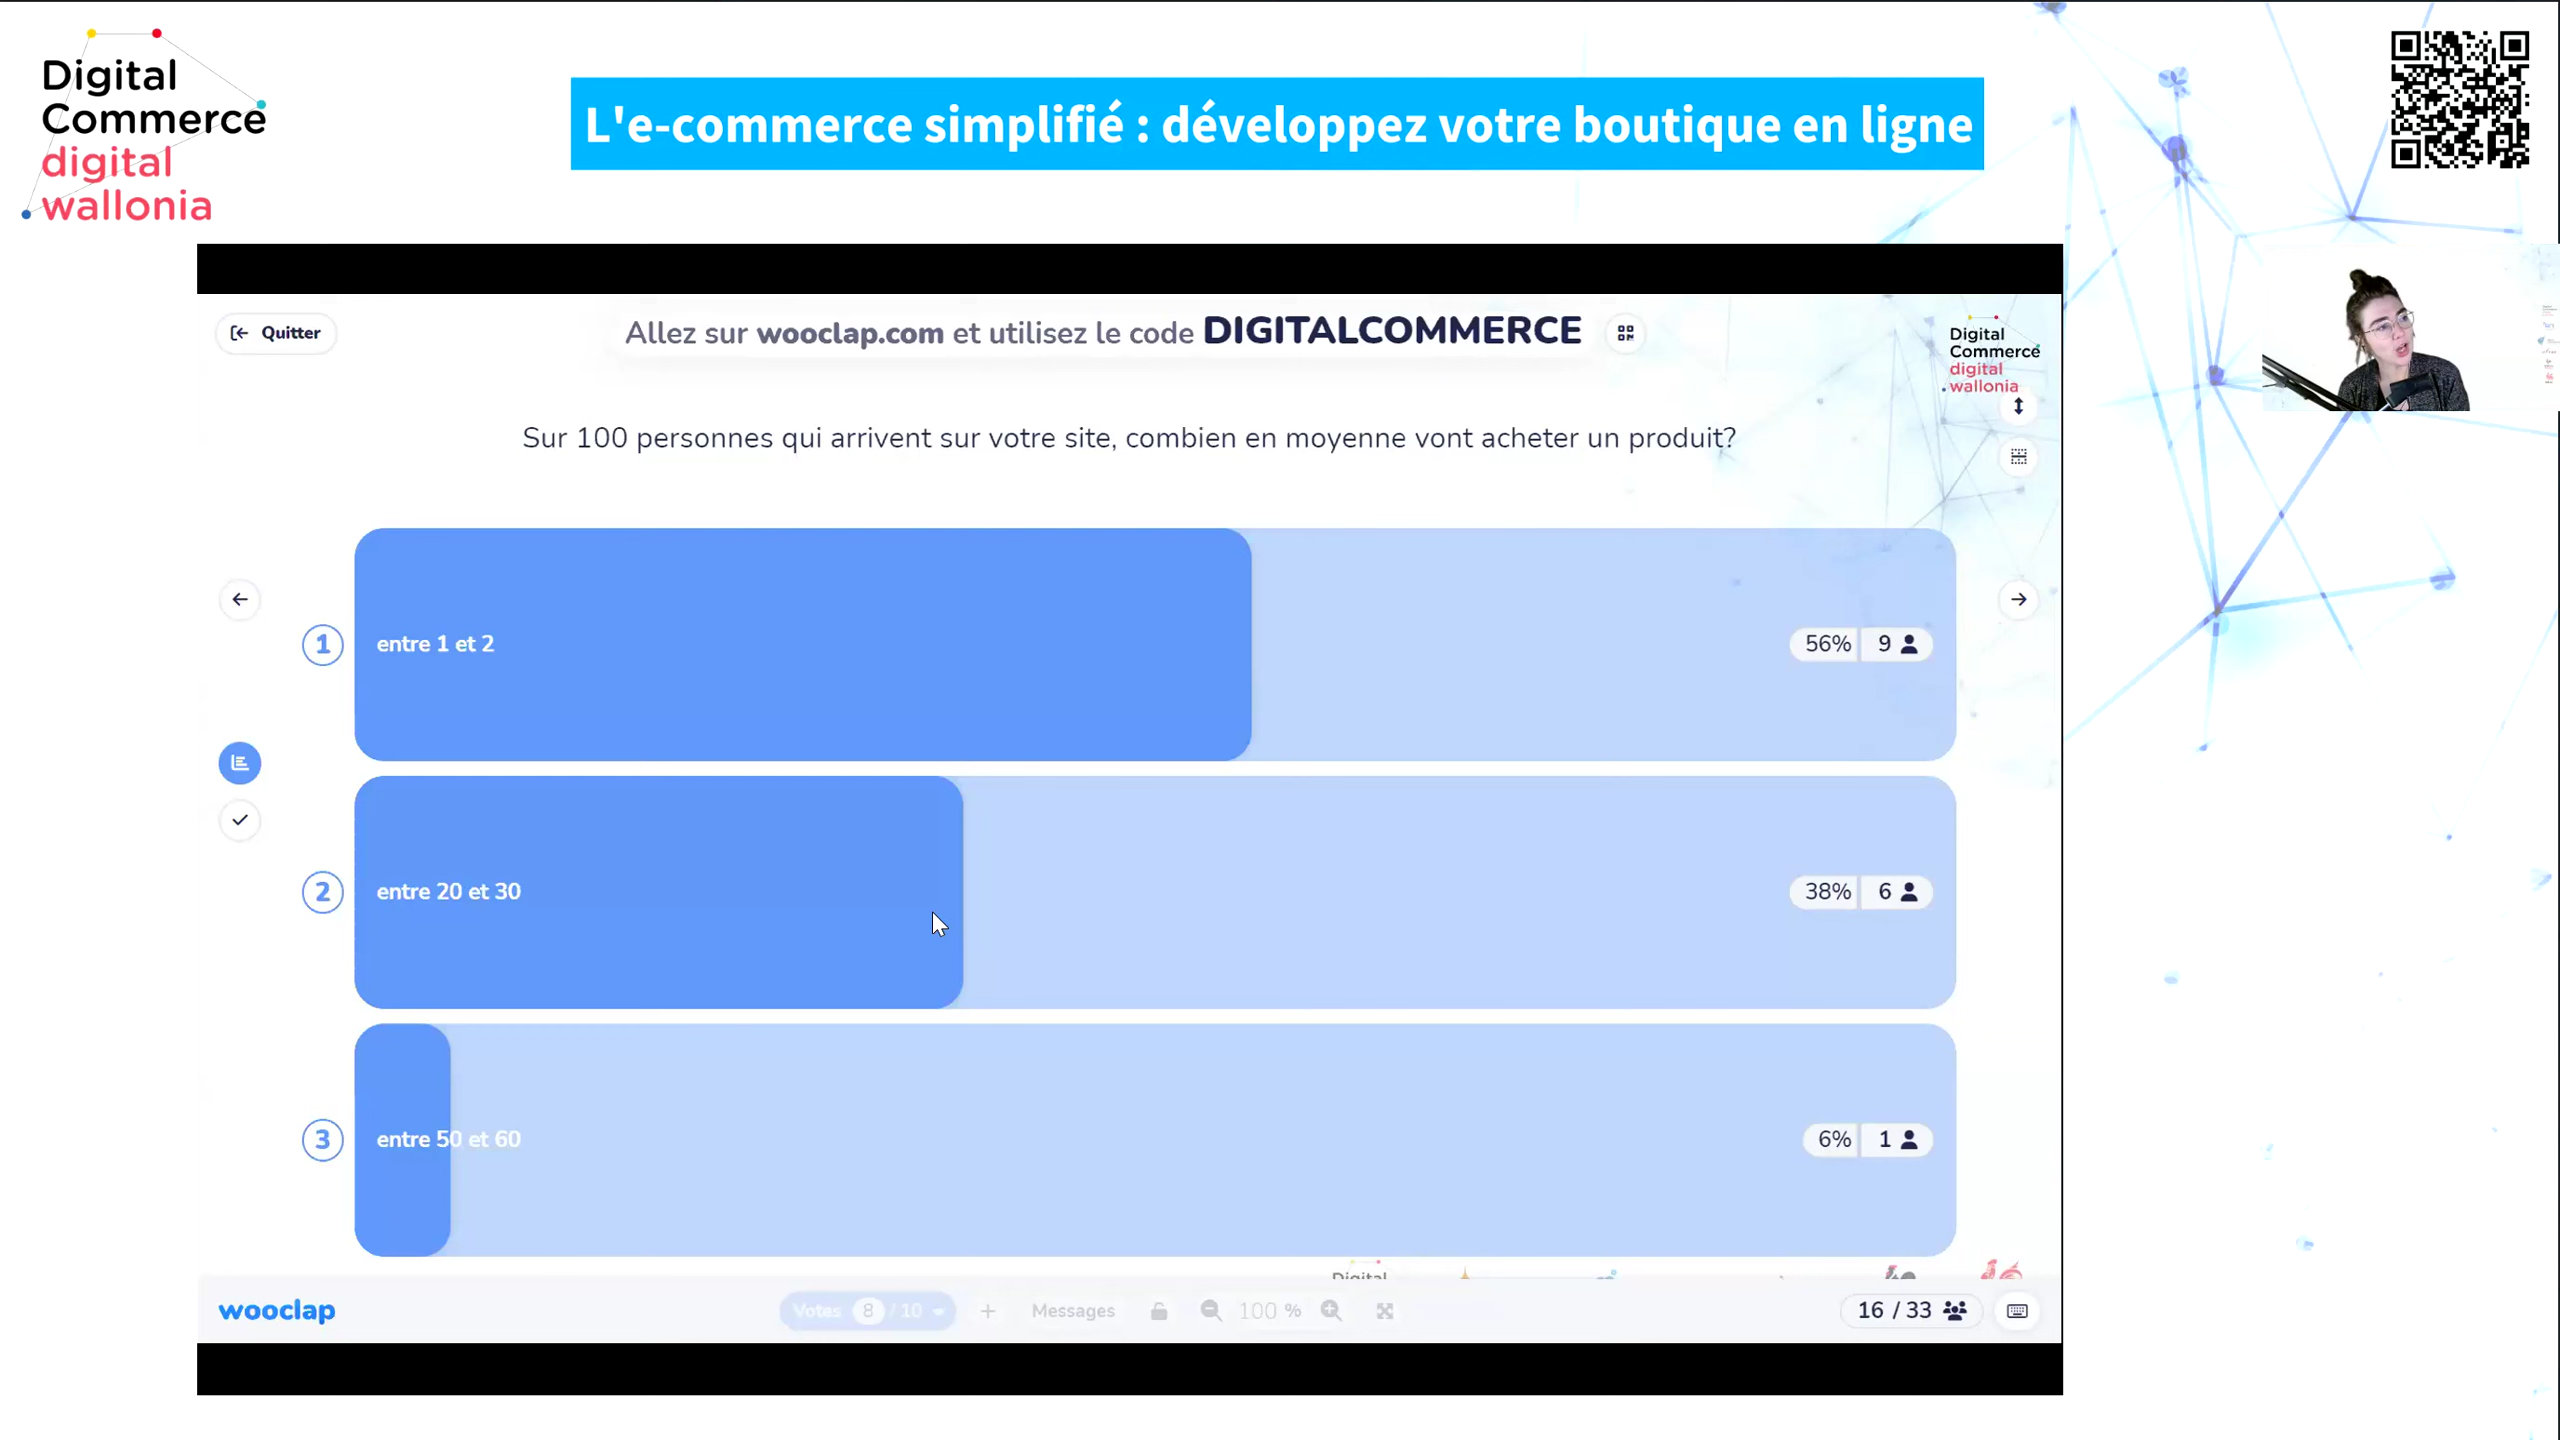 Digital
Commerce
digital
wallonia
L'e-commerce simplifié : développez votre boutique en ligne
Quitter
Allez sur wooclap.com et utilisez le code DIGITALCOMMERCE
Digital
Commerce
digital
wallonia
Sur 100 personnes qui arrivent sur votre site, combien en moyenne vont acheter un produit?
1 entre 1 et 2 56% 9
2 entre 20 et 30 38% 6
3 entre 50 et 60 6% 1
Digital
wooclap Votes 8 / 10 + Messages 100 % 16 / 33